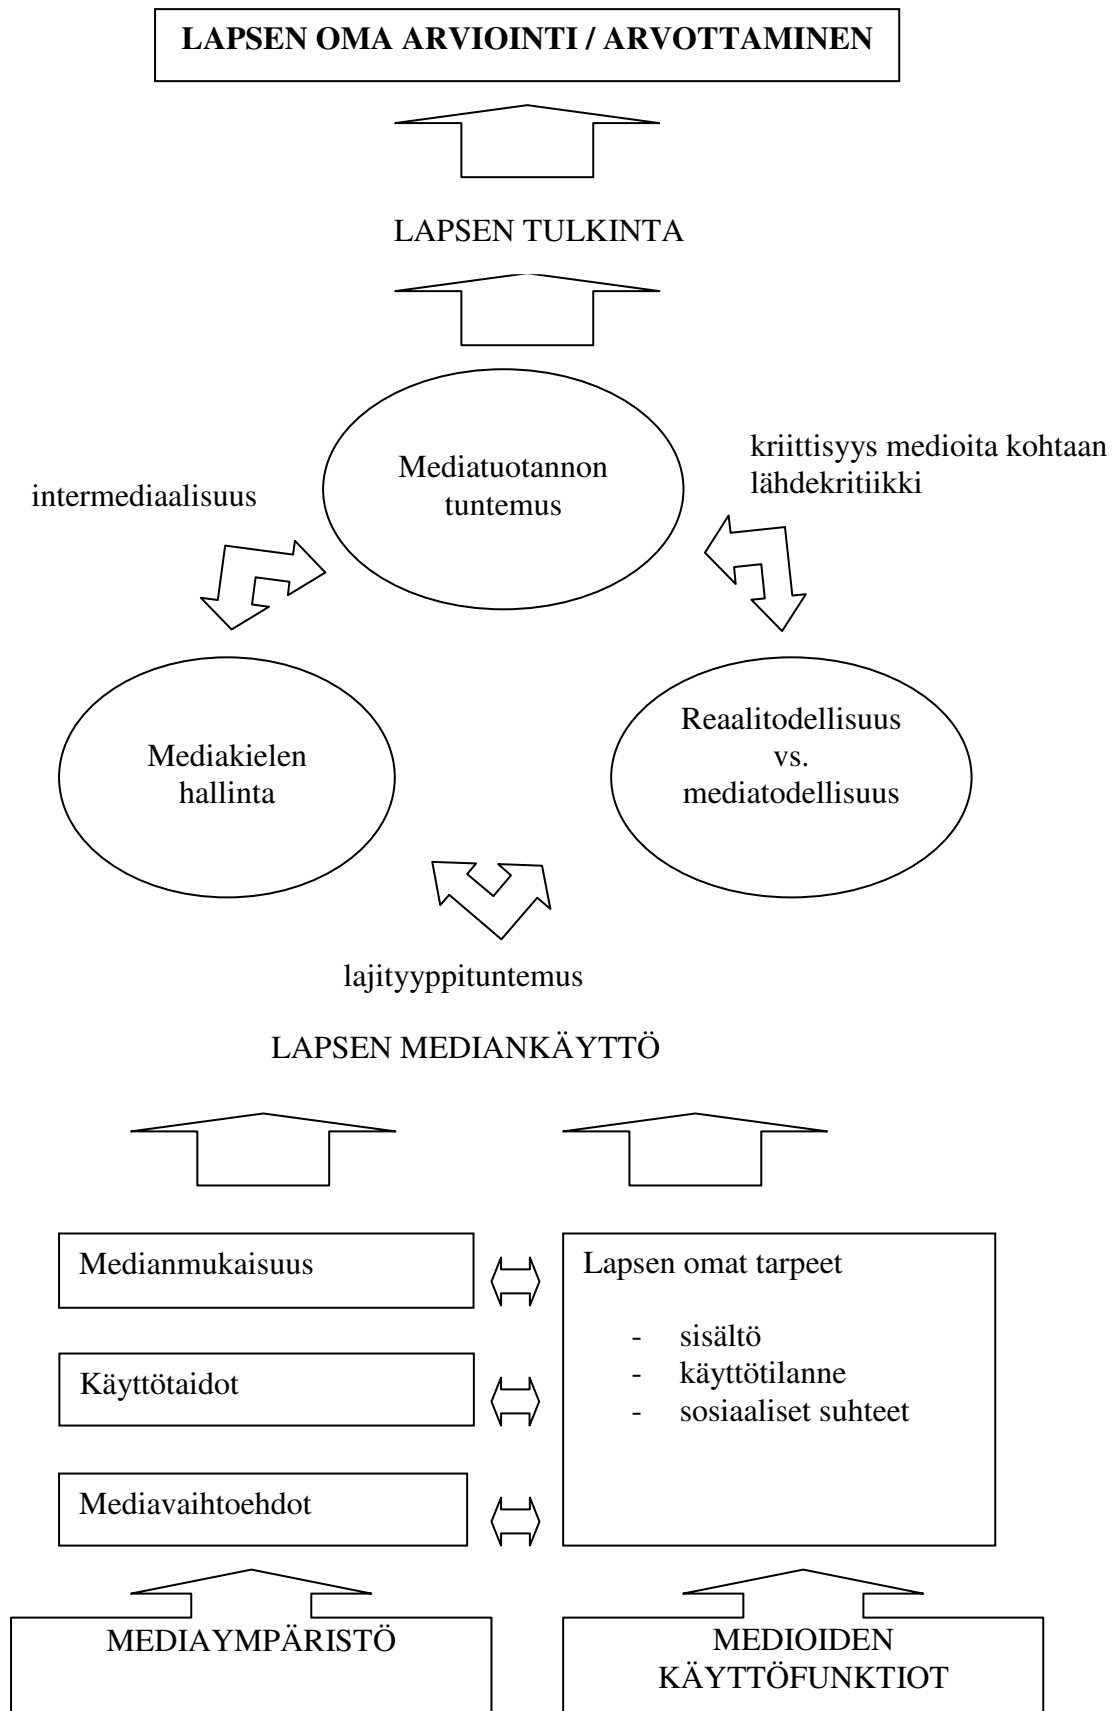 LAPSEN OMA ARVIOINTI / ARVOTTAMINEN
LAPSEN TULKINTA
kriittisyys medioita kohtaan
lähdekritiikki
intermediaalisuus
Mediatuotannon
tuntemus
Mediakielen
hallinta
Reaalitodellisuus
vs.
mediatodellisuus
lajityyppituntemus
LAPSEN MEDIANKÄYTTÖ
Medianmukaisuus
Käyttötaidot
Mediavaihtoehdot
Lapsen omat tarpeet
- sisältö
- käyttötilanne
- sosiaaliset suhteet
MEDIAYMPÄRISTÖ
MEDIOIDEN
KÄYTTÖFUNKTIOT